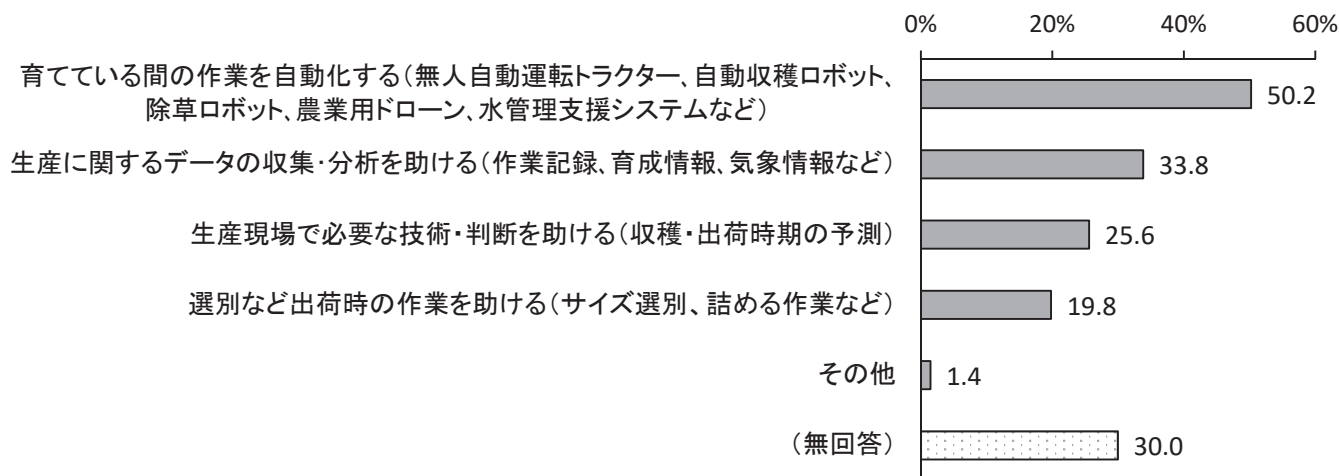 0% 20% 40% 60%
育てている間の作業を自動化する(無人自動運転トラクター、自動収穫ロボット、
除草ロボット、農業用ドローン、水管理支援システムなど)
50.2
生産に関するデータの収集・分析を助ける(作業記録、育成情報、気象情報など)
33.8
生産現場で必要な技術・判断を助ける(収穫・出荷時期の予測)
25.6
選別など出荷時の作業を助ける(サイズ選別、詰める作業など)
19.8
その他
1.4
(無回答)
30.0